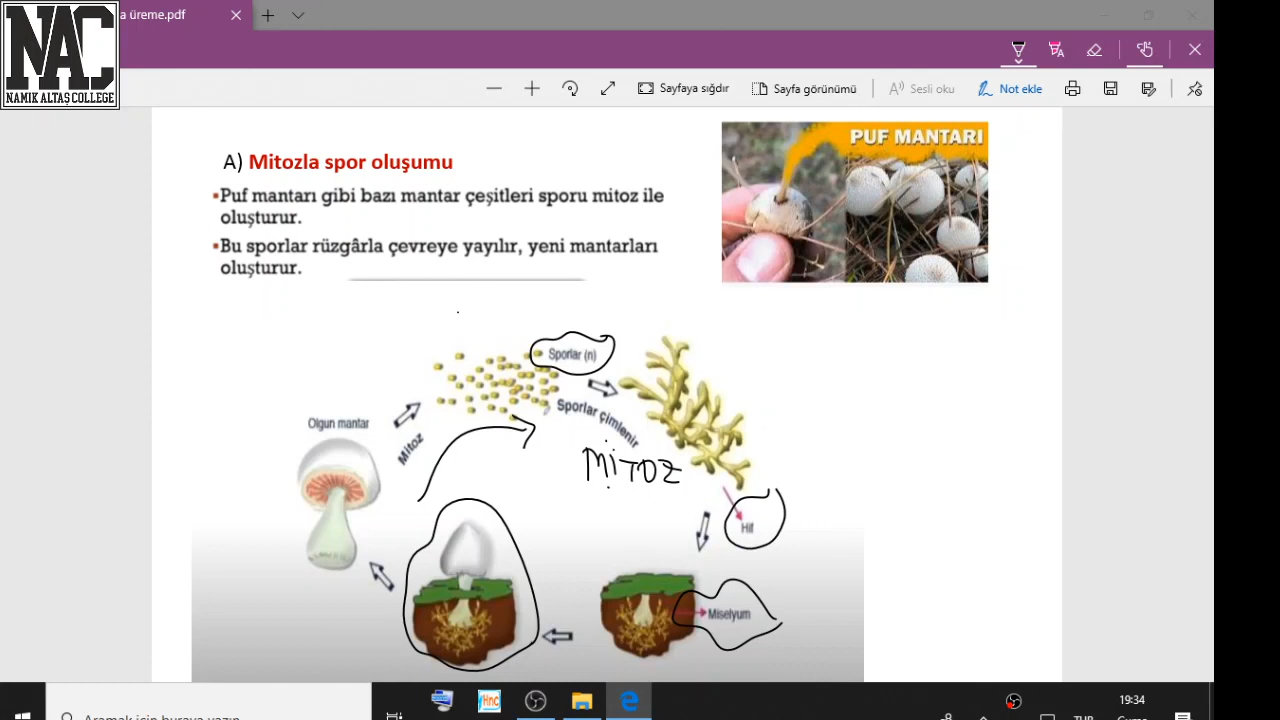 a üreme.pdf
NAC
NAMIK ALTAŞ COLLEGE
Sayfaya sığdır
Sayfa görünümü
Sesli oku
Not ekle
A) Mitozla spor oluşumu
▪Puf mantarı gibi bazı mantar çeşitleri sporu mitoz ile
oluşturur.
▪Bu sporlar rüzgârla çevreye yayılır, yeni mantarları
oluşturur.
PUF MANTARI
Sporlar (n)
Sporlar çimlenir
Olgun mantar
Mitoz
MİTOZ
Hif
Miselyum
HnC
19:34